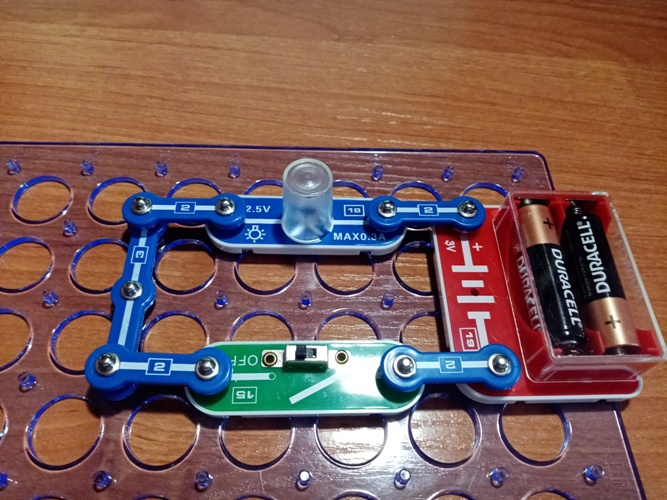 2
2.5V
18
MAX0.3A
2
3V
+
19
+
DURACELL
DURACELL
+
3
2
OFF
15
2